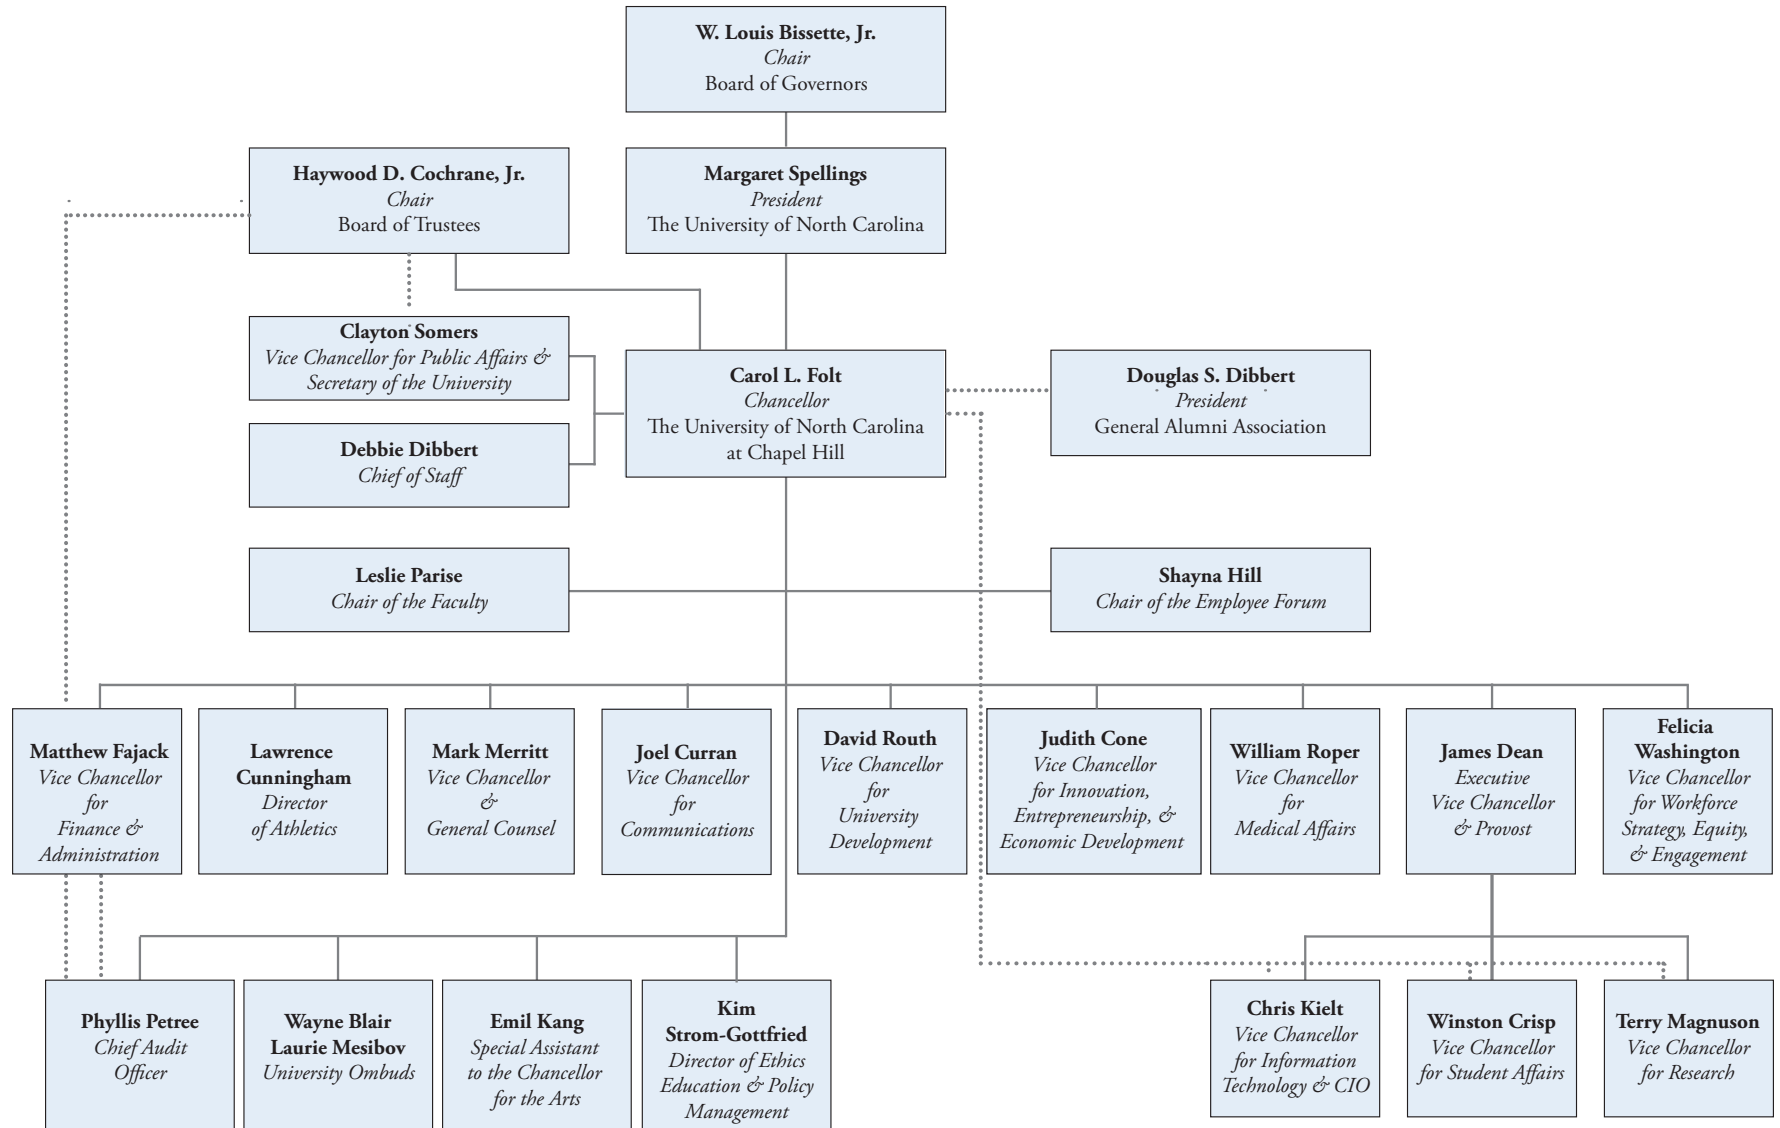 W. Louis Bissette, Jr.
Chair
Board of Governors
Haywood D. Cochrane, Jr.
Chair
Board of Trustees
Margaret Spellings
President
The University of North Carolina
Clayton Somers
Vice Chancellor for Public Affairs &
Secretary of the University
Debbie Dibbert
Chief of Staff
Carol L. Folt
Chancellor
The University of North Carolina
at Chapel Hill
Douglas S. Dibbert
President
General Alumni Association
Leslie Parise
Chair of the Faculty
Shayna Hill
Chair of the Employee Forum
Matthew Fajack
Vice Chancellor
for
Finance &
Administration
Lawrence
Cunningham
Director
of Athletics
Mark Merritt
Vice Chancellor
&
General Counsel
Joel Curran
Vice Chancellor
for
Communications
David Routh
Vice Chancellor
for
University
Development
Judith Cone
Vice Chancellor
for Innovation,
Entrepreneurship, &
Economic Development
William Roper
Vice Chancellor
for
Medical Affairs
James Dean
Executive
Vice Chancellor
& Provost
Felicia
Washington
Vice Chancellor
for Workforce
Strategy, Equity,
& Engagement
Phyllis Petree
Chief Audit
Officer
Wayne Blair
Laurie Mesibov
University Ombuds
Emil Kang
Special Assistant
to the Chancellor
for the Arts
Kim
Strom-Gottfried
Director of Ethics
Education & Policy
Management
Chris Kielt
Vice Chancellor
for Information
Technology & CIO
Winston Crisp
Vice Chancellor
for Student Affairs
Terry Magnuson
Vice Chancellor
for Research